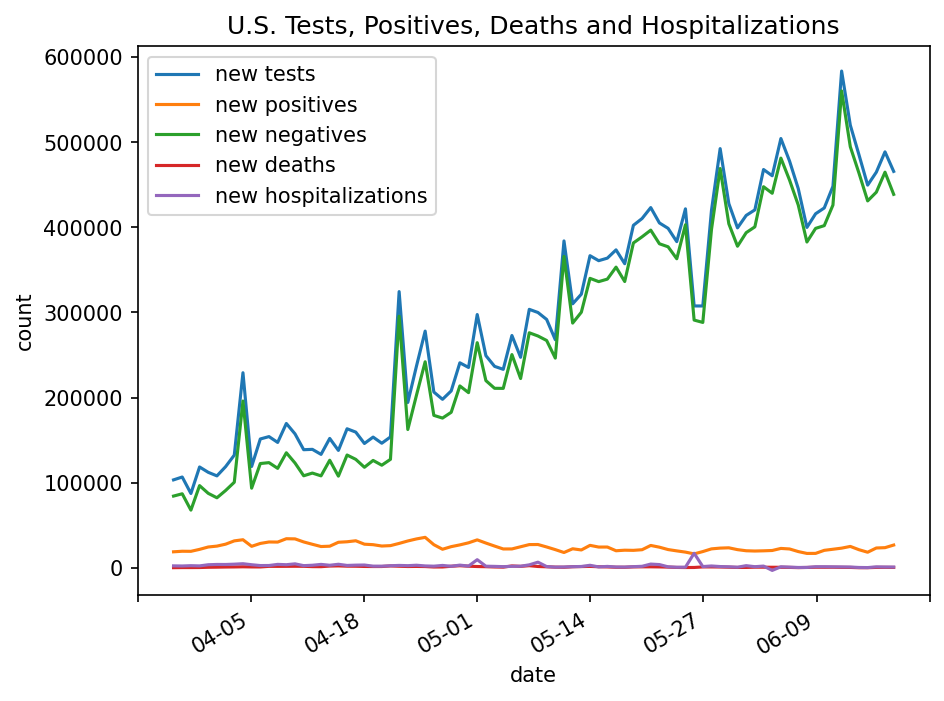 U.S. Tests, Positives, Deaths and Hospitalizations
600000
500000
400000
300000
200000
100000
0
count
new tests
new positives
new negatives
new deaths
new hospitalizations
04-05
04-18
05-01
05-14
05-27
06-09
date